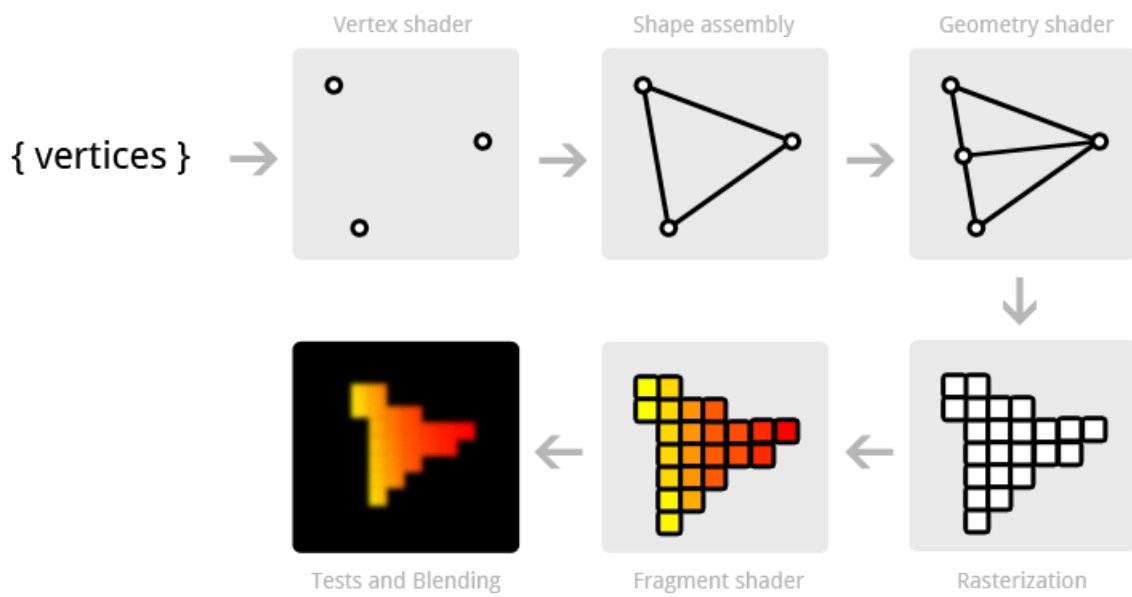 Vertex shader
Shape assembly
Geometry shader
{ vertices }
Tests and Blending
Fragment shader
Rasterization